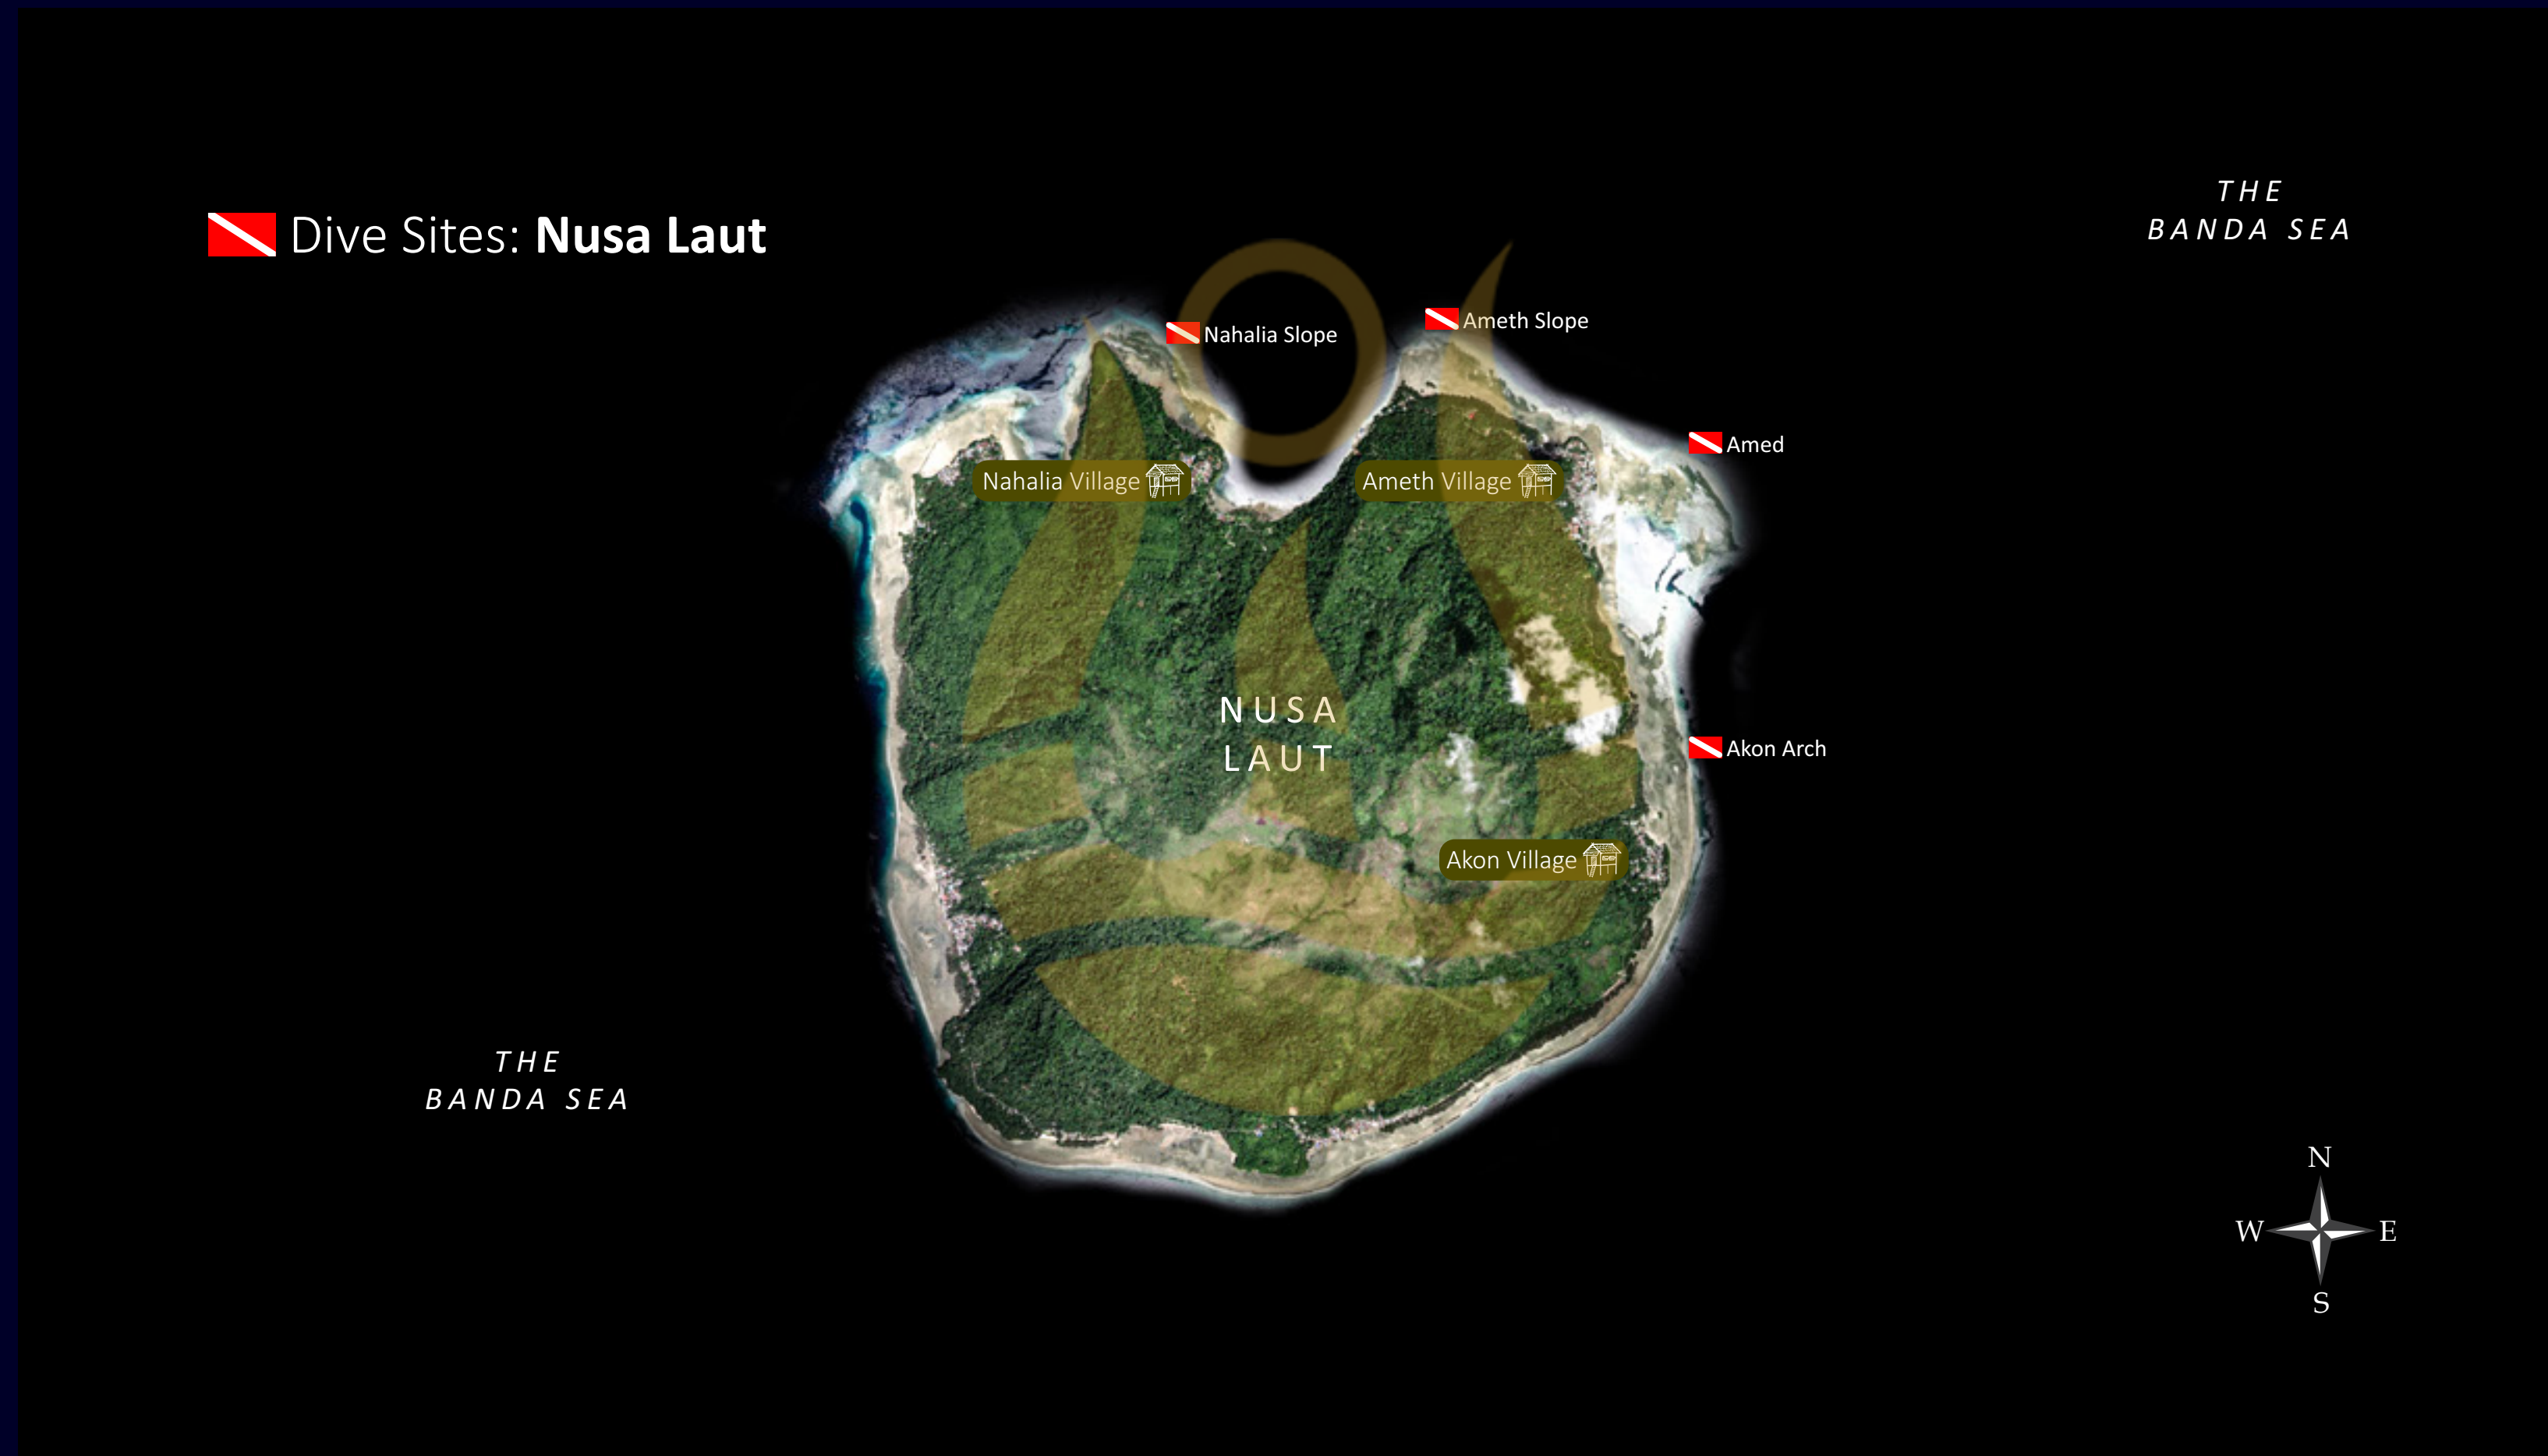 Dive Sites: Nusa Laut
THE
BANDA SEA
Nahalia Slope
Ameth Slope
Amed
Nahalia Village
Ameth Village
NUSA
LAUT
Akon Arch
Akon Village
THE
BANDA SEA
N
W
E
S